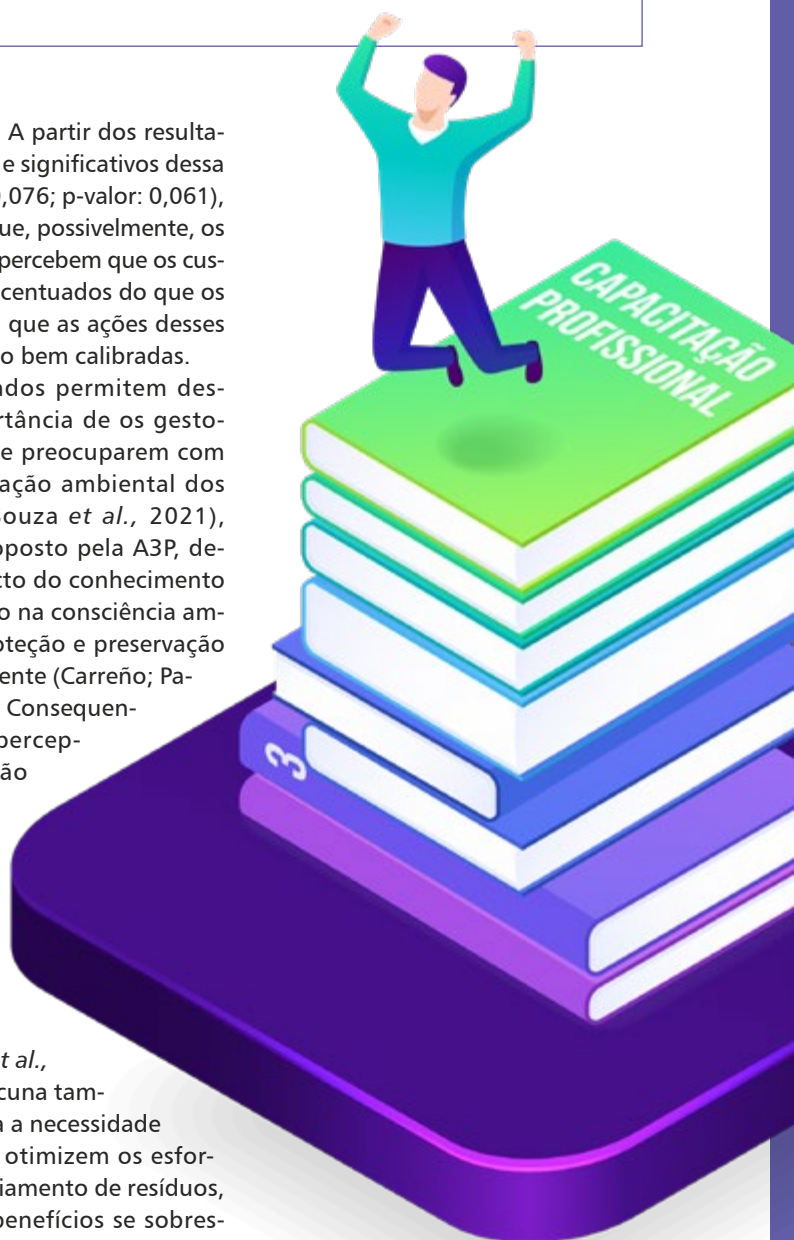 A partir dos resulta-
e significativos dessa
,076; p-valor: 0,061),
ue, possivelmente, os
percebem que os cus-
centuados do que os
que as ações desses
o bem calibradas.
ndos permitem des-
rtância de os gesto-
e preocuparem com
ação ambiental dos
ouza et al., 2021),
oposto pela A3P, de-
cto do conhecimento
o na consciência am-
oteção e preservação
ente (Carreño; Pa-
Consequen-
percep-
ão
t al.,
cuna tam-
a a necessidade
otimizem os esfor-
iamento de resíduos,
benefícios se sobres-
CAPACITAÇÃO
PROFISSIONAL
3